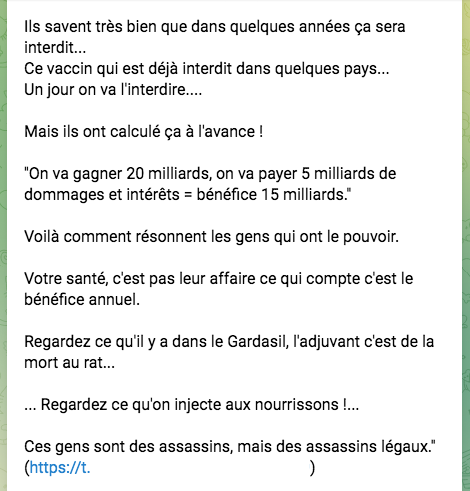 Ils savent très bien que dans quelques années ça sera
interdit...
Ce vaccin qui est déjà interdit dans quelques pays...
Un jour on va l'interdire....
Mais ils ont calculé ça à l'avance !
"On va gagner 20 milliards, on va payer 5 milliards de
dommages et intérêts = bénéfice 15 milliards."
Voilà comment résonnent les gens qui ont le pouvoir.
Votre santé, c'est pas leur affaire ce qui compte c'est le
bénéfice annuel.
Regardez ce qu'il y a dans le Gardasil, l'adjuvant c'est de la
mort au rat...
... Regardez ce qu'on injecte aux nourrissons !...
Ces gens sont des assassins, mais des assassins légaux."
(https://t. )